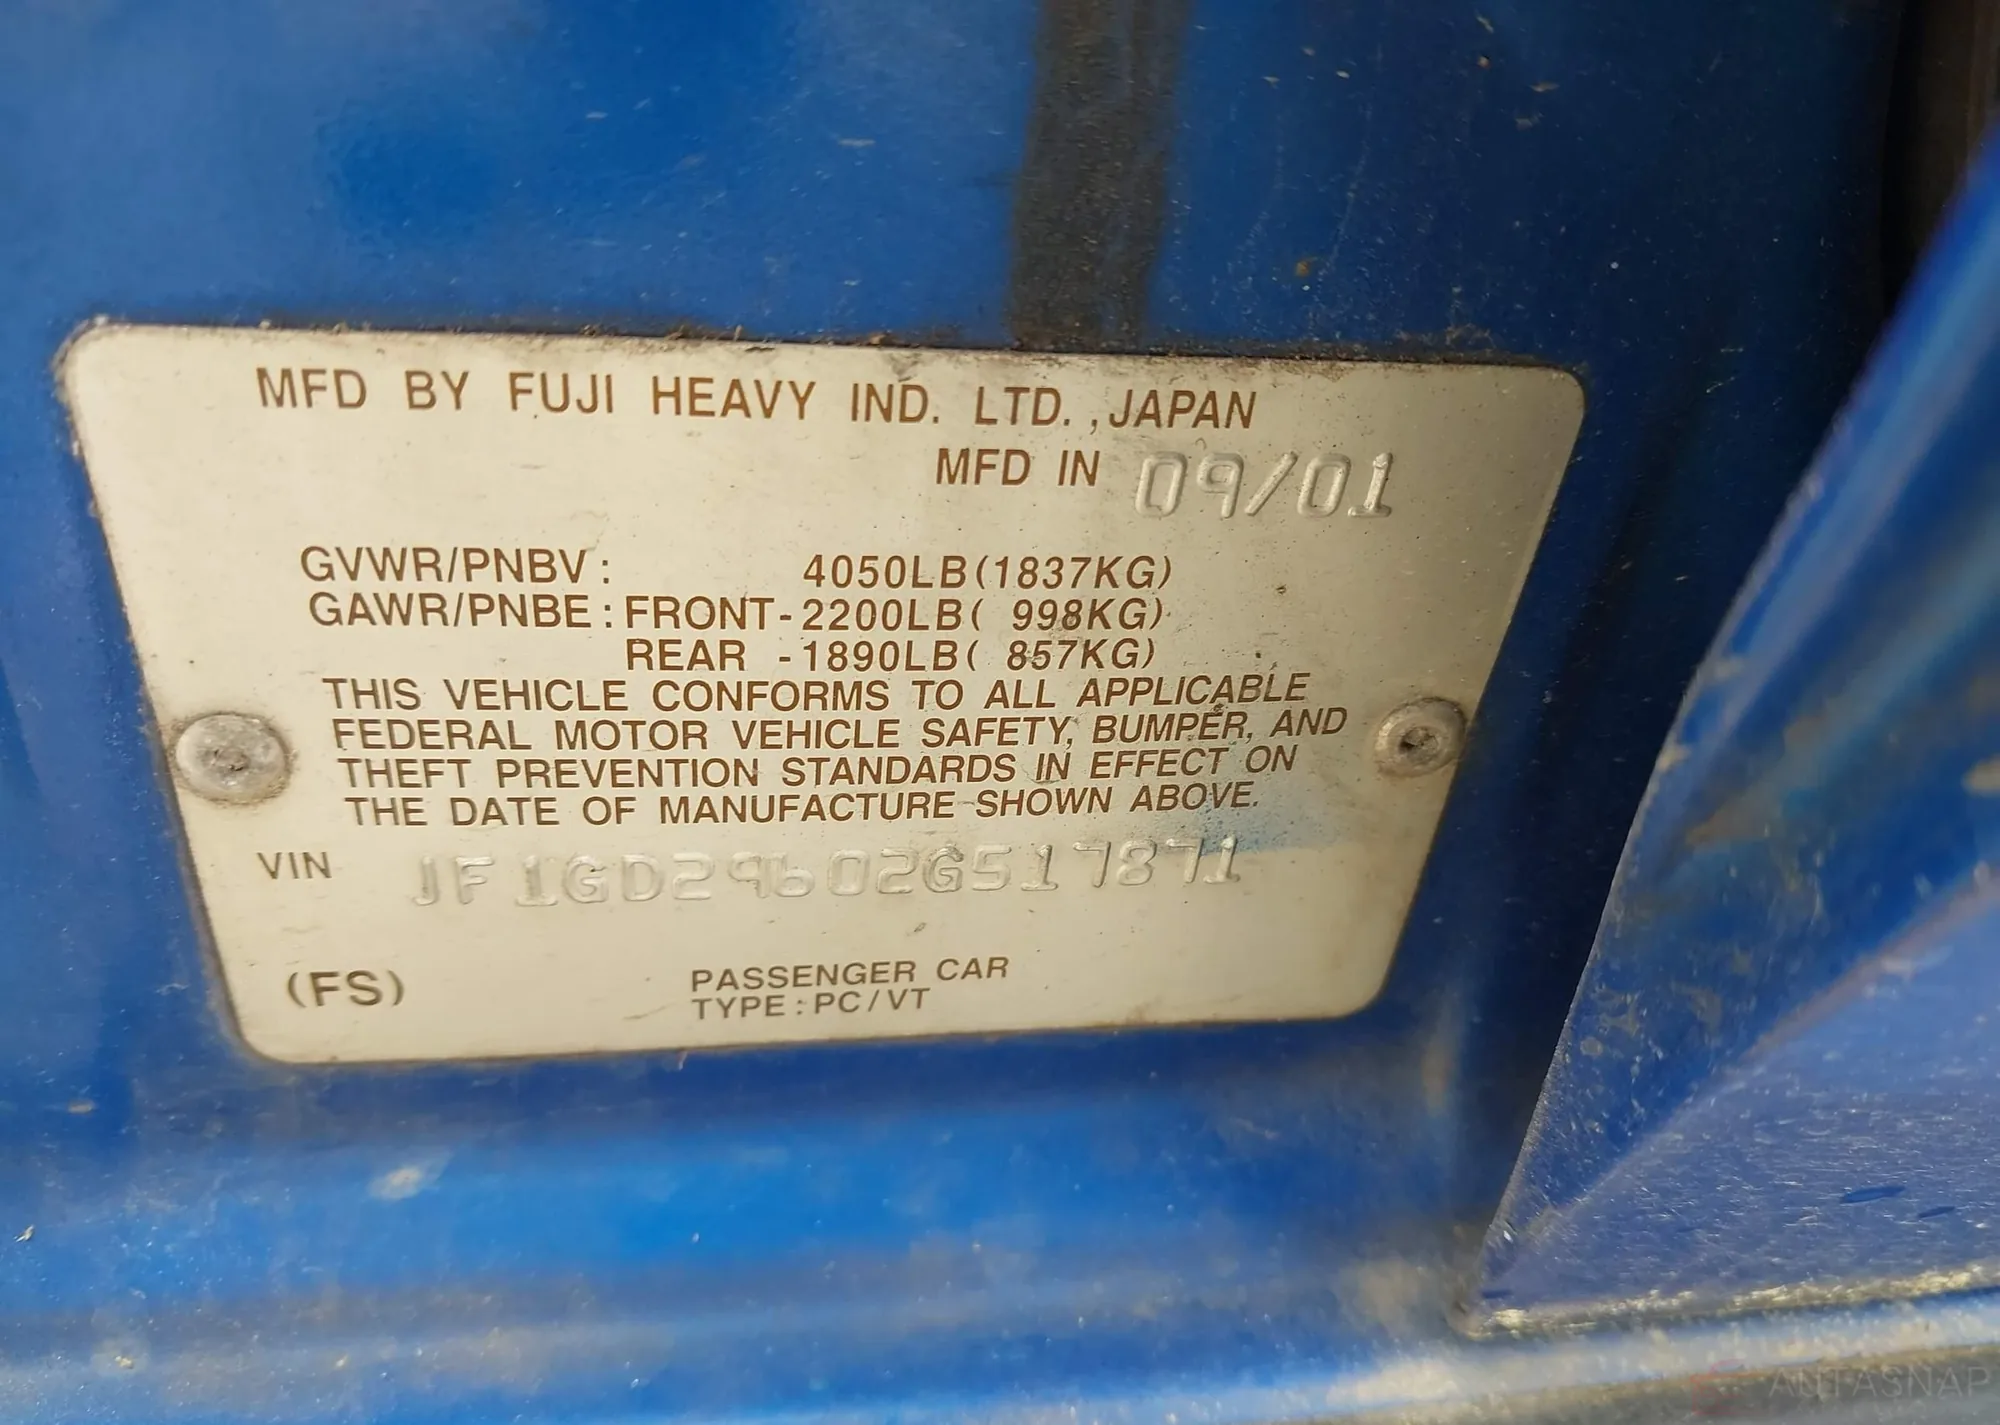 MFD BY FUJI HEAVY IND. LTD. ,JAPAN
MFD IN 09/01
GVWR/PNBV : 4050LB(1837KG)
GAWR/PNBE : FRONT-2200LB( 998KG)
REAR -1890LB( 857KG)
THIS VEHICLE CONFORMS TO ALL APPLICABLE
FEDERAL MOTOR VEHICLE SAFETY, BUMPER, AND
THEFT PREVENTION STANDARDS IN EFFECT ON
THE DATE OF MANUFACTURE SHOWN ABOVE.
VIN JF1GD29602G517871
(FS) PASSENGER CAR
TYPE : PC/VT